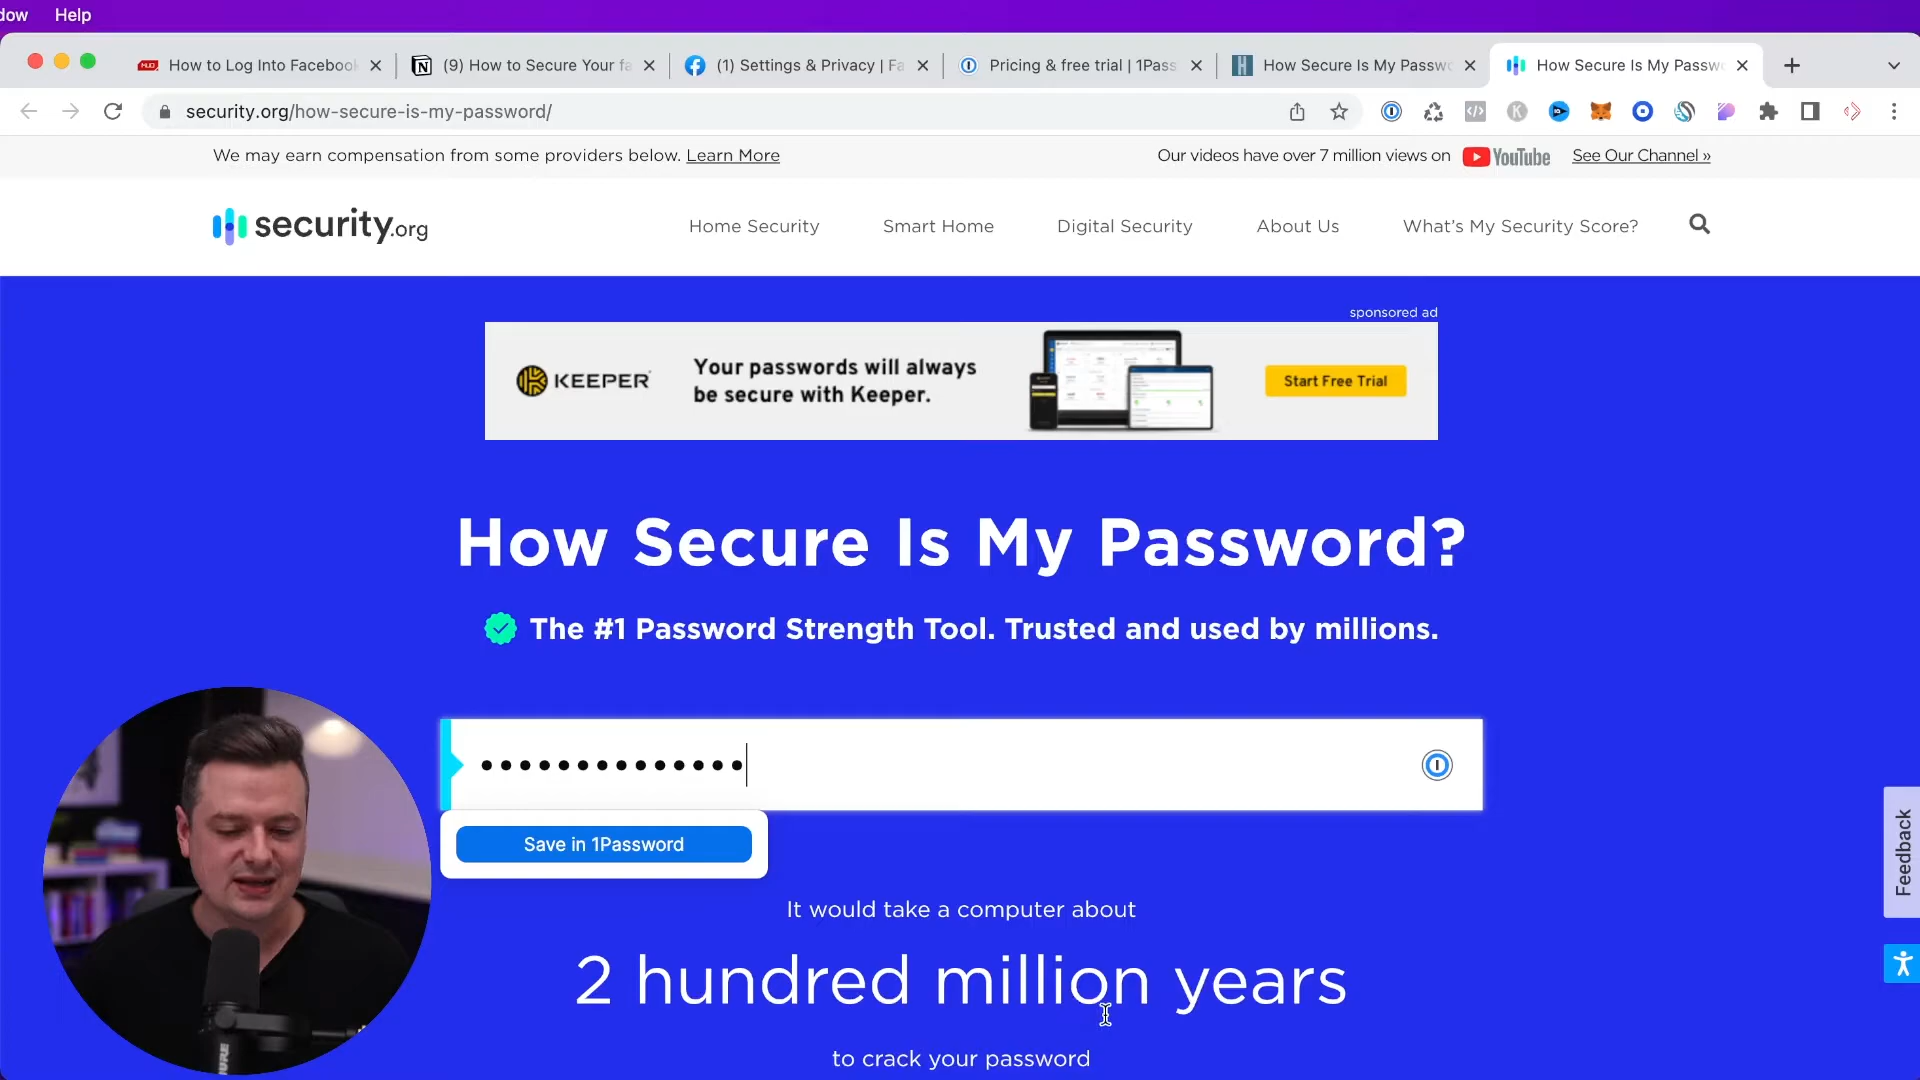 dow Help
How to Log Into Facebook
(9) How to Secure Your fa
(1) Settings & Privacy | Fa
Pricing & free trial | 1Pass
How Secure Is My Passwo
How Secure Is My Passwo
security.org/how-secure-is-my-password/
We may earn compensation from some providers below. Learn More
Our videos have over 7 million views on YouTube See Our Channel »
security.org
Home Security
Smart Home
Digital Security
About Us
What's My Security Score?
sponsored ad
KEEPER
Your passwords will always
be secure with Keeper.
Start Free Trial
How Secure Is My Password?
The #1 Password Strength Tool. Trusted and used by millions.
Save in 1Password
It would take a computer about
2 hundred million years
to crack your password
Feedback